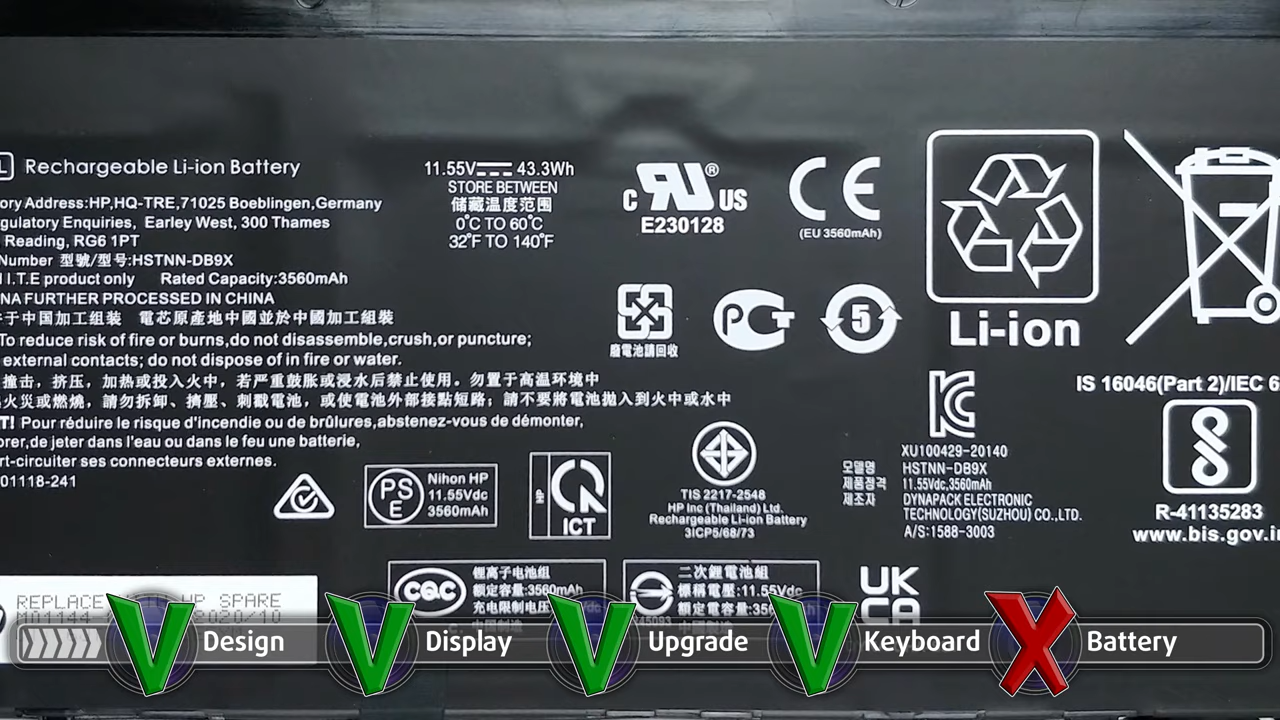 L Rechargeable Li-ion Battery
ory Address:HP,HQ-TRE,71025 Boeblingen,Germany
gulatory Enquiries, Earley West, 300 Thames
Reading, RG6 1PT
Number 型號/型号:HSTNN-DB9X
I.T.E product only Rated Capacity:3560mAh
NA FURTHER PROCESSED IN CHINA
于中国加工组装 電芯原產地中國並於中國加工組裝
To reduce risk of fire or burns,do not disassemble,crush,or puncture;
external contacts; do not dispose of in fire or water.
撞击，挤压，加热或投入火中，若严重鼓胀或浸水后禁止使用。勿置于高温环境中
火災或燃燒，請勿拆卸、擠壓、刺戳電池，或使電池外部接點短路；請不要將電池拋入到火中或水中
T! Pour réduire le risque d'incendie ou de brûlures,abstenez-vous de démonter,
orer,de jeter dans l'eau ou dans le feu une batterie,
rt-circuiter ses connecteurs externes.
01118-241
11.55V 43.3Wh
STORE BETWEEN
储藏温度范围
0°C TO 60°C
32°F TO 140°F
C RU ® US
E230128
CE
(EU 3560mAh)
廢電池請回收
PCT
5
Li-ion
IS 16046(Part 2)/IEC 6
R-41135283
www.bis.gov.in
KC
XU100429-20140
모델명 HSTNN-DB9X
제품정격 11.55Vdc,3560mAh
제조자 DYNAPACK ELECTRONIC
TECHNOLOGY(SUZHOU) CO.,LTD.
A/S:1588-3003
PSE
Nihon HP
11.55Vdc
3560mAh
HP
ICT
TIS 2217-2548
HP Inc (Thailand) Ltd.
Rechargeable Li-ion Battery
3ICP5/68/73
CQC
锂离子电池组
额定容量:3560mAh
充电限制电压
二次鋰電池組
標稱電壓:11.55Vdc
額定電容量:356
UK
CA
REPLACE HP SPARE
M01144 2020/10
V Design
V Display
V Upgrade
V Keyboard
X Battery